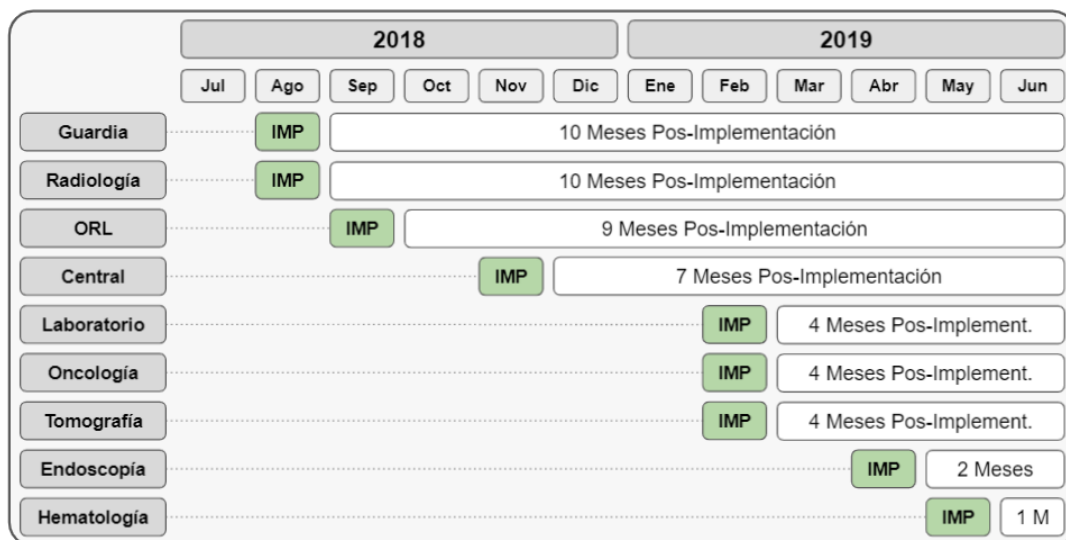 2018 2019
Jul Ago Sep Oct Nov Dic Ene Feb Mar Abr May Jun
Guardia IMP 10 Meses Pos-Implementación
Radiología IMP 10 Meses Pos-Implementación
ORL IMP 9 Meses Pos-Implementación
Central IMP 7 Meses Pos-Implementación
Laboratorio IMP 4 Meses Pos-Implement.
Oncología IMP 4 Meses Pos-Implement.
Tomografía IMP 4 Meses Pos-Implement.
Endoscopía IMP 2 Meses
Hematología IMP 1 M